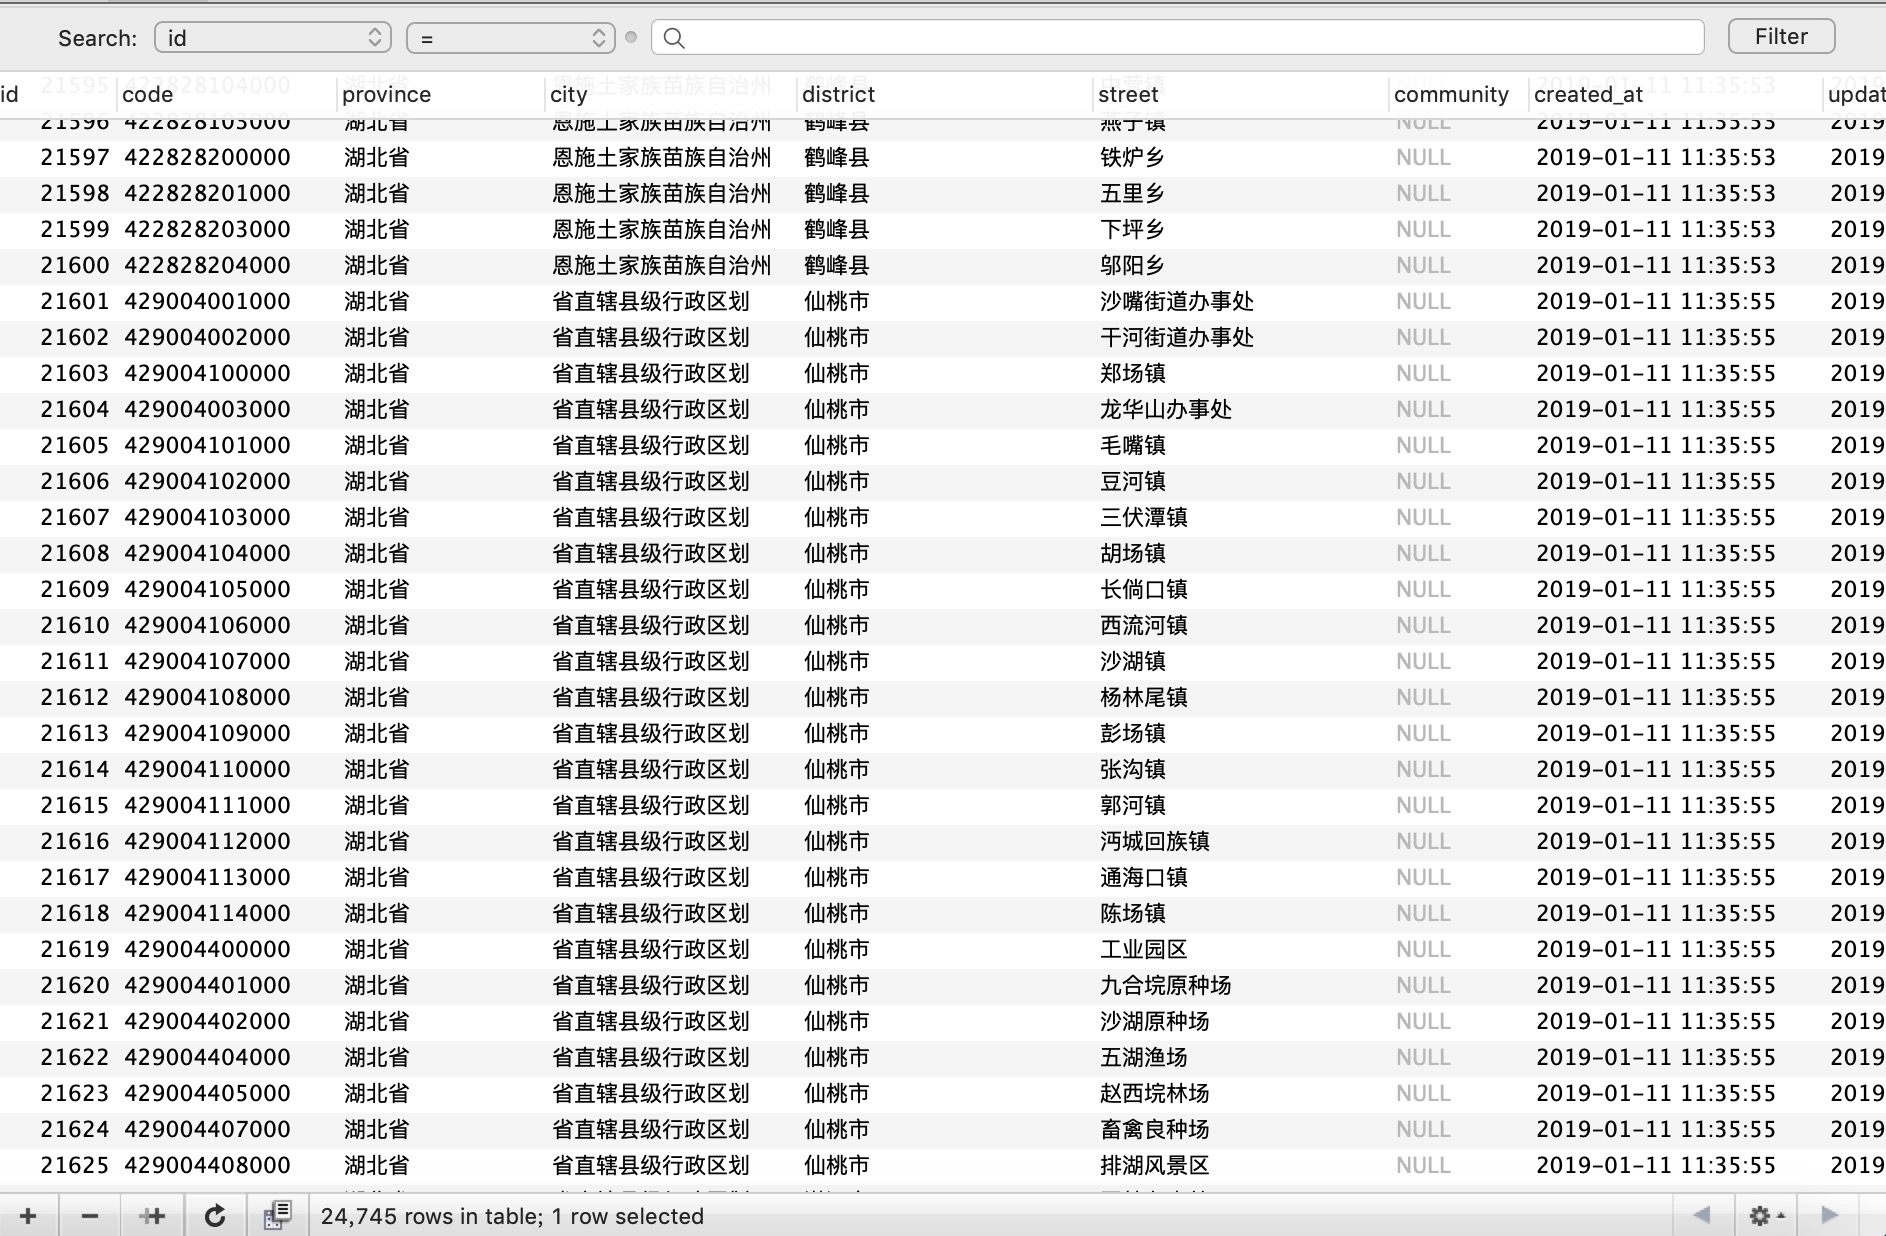 Search: id = Filter
id code province city district street community created_at updat
21596 422828103000 湖北省 恩施土家族苗族自治州 鹤峰县 燕子镇 NULL 2019-01-11 11:35:53 2019
21597 422828200000 湖北省 恩施土家族苗族自治州 鹤峰县 铁炉乡 NULL 2019-01-11 11:35:53 2019
21598 422828201000 湖北省 恩施土家族苗族自治州 鹤峰县 五里乡 NULL 2019-01-11 11:35:53 2019
21599 422828203000 湖北省 恩施土家族苗族自治州 鹤峰县 下坪乡 NULL 2019-01-11 11:35:53 2019
21600 422828204000 湖北省 恩施土家族苗族自治州 鹤峰县 邬阳乡 NULL 2019-01-11 11:35:53 2019
21601 429004001000 湖北省 省直辖县级行政区划 仙桃市 沙嘴街道办事处 NULL 2019-01-11 11:35:55 2019
21602 429004002000 湖北省 省直辖县级行政区划 仙桃市 干河街道办事处 NULL 2019-01-11 11:35:55 2019
21603 429004100000 湖北省 省直辖县级行政区划 仙桃市 郑场镇 NULL 2019-01-11 11:35:55 2019
21604 429004003000 湖北省 省直辖县级行政区划 仙桃市 龙华山办事处 NULL 2019-01-11 11:35:55 2019
21605 429004101000 湖北省 省直辖县级行政区划 仙桃市 毛嘴镇 NULL 2019-01-11 11:35:55 2019
21606 429004102000 湖北省 省直辖县级行政区划 仙桃市 豆河镇 NULL 2019-01-11 11:35:55 2019
21607 429004103000 湖北省 省直辖县级行政区划 仙桃市 三伏潭镇 NULL 2019-01-11 11:35:55 2019
21608 429004104000 湖北省 省直辖县级行政区划 仙桃市 胡场镇 NULL 2019-01-11 11:35:55 2019
21609 429004105000 湖北省 省直辖县级行政区划 仙桃市 长倘口镇 NULL 2019-01-11 11:35:55 2019
21610 429004106000 湖北省 省直辖县级行政区划 仙桃市 西流河镇 NULL 2019-01-11 11:35:55 2019
21611 429004107000 湖北省 省直辖县级行政区划 仙桃市 沙湖镇 NULL 2019-01-11 11:35:55 2019
21612 429004108000 湖北省 省直辖县级行政区划 仙桃市 杨林尾镇 NULL 2019-01-11 11:35:55 2019
21613 429004109000 湖北省 省直辖县级行政区划 仙桃市 彭场镇 NULL 2019-01-11 11:35:55 2019
21614 429004110000 湖北省 省直辖县级行政区划 仙桃市 张沟镇 NULL 2019-01-11 11:35:55 2019
21615 429004111000 湖北省 省直辖县级行政区划 仙桃市 郭河镇 NULL 2019-01-11 11:35:55 2019
21616 429004112000 湖北省 省直辖县级行政区划 仙桃市 沔城回族镇 NULL 2019-01-11 11:35:55 2019
21617 429004113000 湖北省 省直辖县级行政区划 仙桃市 通海口镇 NULL 2019-01-11 11:35:55 2019
21618 429004114000 湖北省 省直辖县级行政区划 仙桃市 陈场镇 NULL 2019-01-11 11:35:55 2019
21619 429004400000 湖北省 省直辖县级行政区划 仙桃市 工业园区 NULL 2019-01-11 11:35:55 2019
21620 429004401000 湖北省 省直辖县级行政区划 仙桃市 九合垸原种场 NULL 2019-01-11 11:35:55 2019
21621 429004402000 湖北省 省直辖县级行政区划 仙桃市 沙湖原种场 NULL 2019-01-11 11:35:55 2019
21622 429004404000 湖北省 省直辖县级行政区划 仙桃市 五湖渔场 NULL 2019-01-11 11:35:55 2019
21623 429004405000 湖北省 省直辖县级行政区划 仙桃市 赵西垸林场 NULL 2019-01-11 11:35:55 2019
21624 429004407000 湖北省 省直辖县级行政区划 仙桃市 畜禽良种场 NULL 2019-01-11 11:35:55 2019
21625 429004408000 湖北省 省直辖县级行政区划 仙桃市 排湖风景区 NULL 2019-01-11 11:35:55 2019
24,745 rows in table; 1 row selected